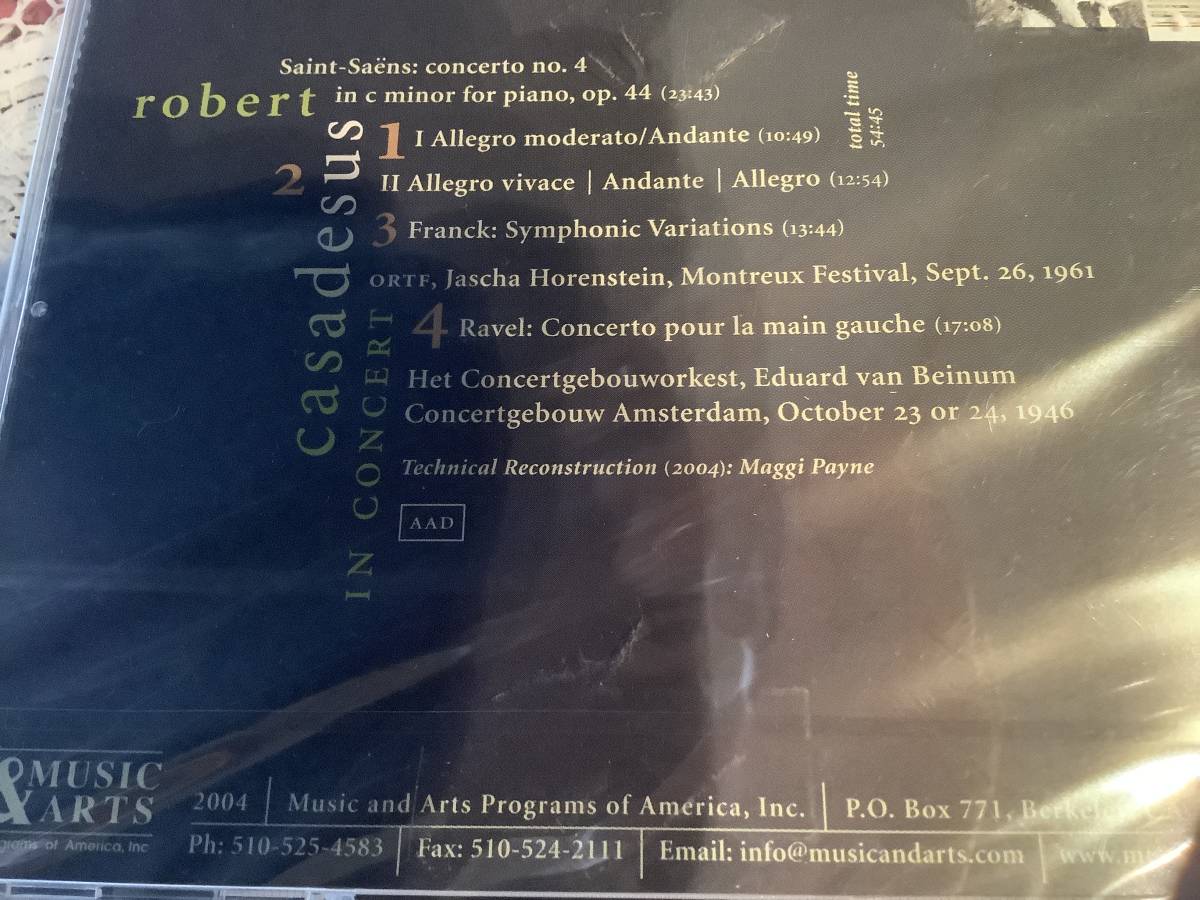 Saint-Saëns: concerto no. 4
robert in c minor for piano, op. 44 (23:43)
casadesus
IN CONCERT
total time
54:45
1 I Allegro moderato/Andante (10:49)
2 II Allegro vivace | Andante | Allegro (12:54)
3 Franck: Symphonic Variations (13:44)
ORTF, Jascha Horenstein, Montreux Festival, Sept. 26, 1961
4 Ravel: Concerto pour la main gauche (17:08)
Het Concertgebouworkest, Eduard van Beinum
Concertgebouw Amsterdam, October 23 or 24, 1946
Technical Reconstruction (2004): Maggi Payne
AAD
MUSIC
& ARTS
of America, Inc
2004 | Music and Arts Programs of America, Inc. | P.O. Box 771,
Ph: 510-525-4583 | Fax: 510-524-2111 | Email: info@musicandarts.com |